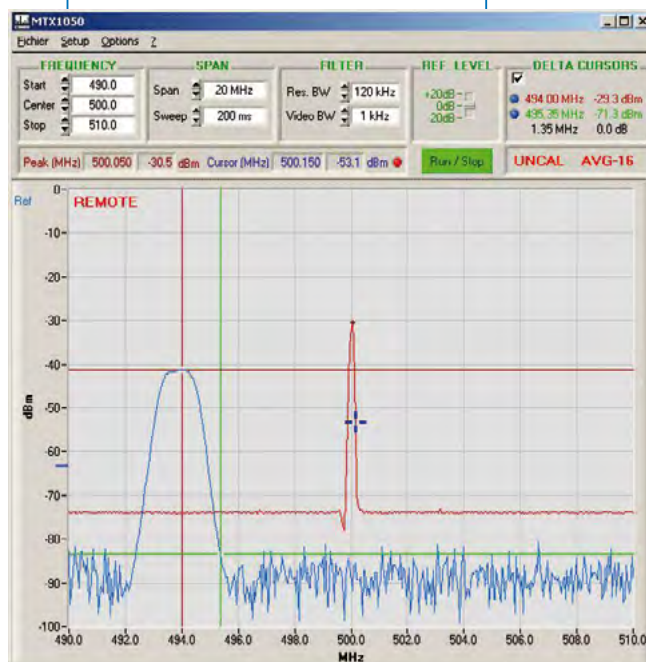 MTX1050
Fichier Setup Options ?
FREQUENCY
Start 490.0
Center 500.0
Stop 510.0
SPAN
Span 20 MHz
Sweep 200 ms
FILTER
Res. BW 120 kHz
Video BW 1 kHz
REF LEVEL
+20dB
0dB
20dB
DELTA CURSORS
494.00 MHz -29.3 dBm
495.35 MHz -71.3 dBm
1.35 MHz 0.0 dB
Peak (MHz) 500.050 -30.5 dBm Cursor (MHz) 500.150 -53.1 dBm
Run / Stop
UNCAL AVG-16
Ref
REMOTE
0
-10
-20
-30
-40
-50
-60
-70
-80
-90
-100
dBm
490.0 492.0 494.0 496.0 498.0 500.0 502.0 504.0 506.0 508.0 510.0
MHz